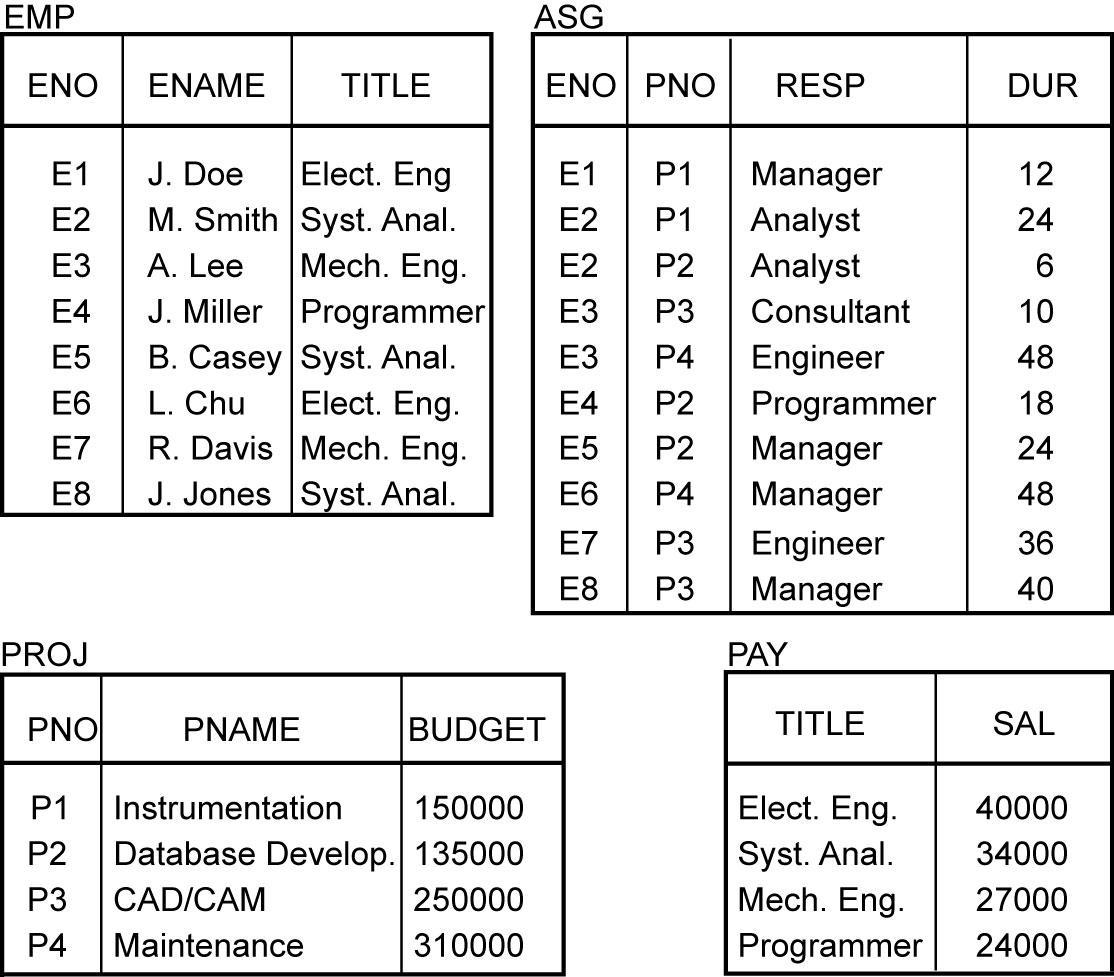 EMP
ENO ENAME TITLE
E1 J. Doe Elect. Eng
E2 M. Smith Syst. Anal.
E3 A. Lee Mech. Eng.
E4 J. Miller Programmer
E5 B. Casey Syst. Anal.
E6 L. Chu Elect. Eng.
E7 R. Davis Mech. Eng.
E8 J. Jones Syst. Anal.
ASG
ENO PNO RESP DUR
E1 P1 Manager 12
E2 P1 Analyst 24
E2 P2 Analyst 6
E3 P3 Consultant 10
E3 P4 Engineer 48
E4 P2 Programmer 18
E5 P2 Manager 24
E6 P4 Manager 48
E7 P3 Engineer 36
E8 P3 Manager 40
PROJ
PNO PNAME BUDGET
P1 Instrumentation 150000
P2 Database Develop. 135000
P3 CAD/CAM 250000
P4 Maintenance 310000
PAY
TITLE SAL
Elect. Eng. 40000
Syst. Anal. 34000
Mech. Eng. 27000
Programmer 24000